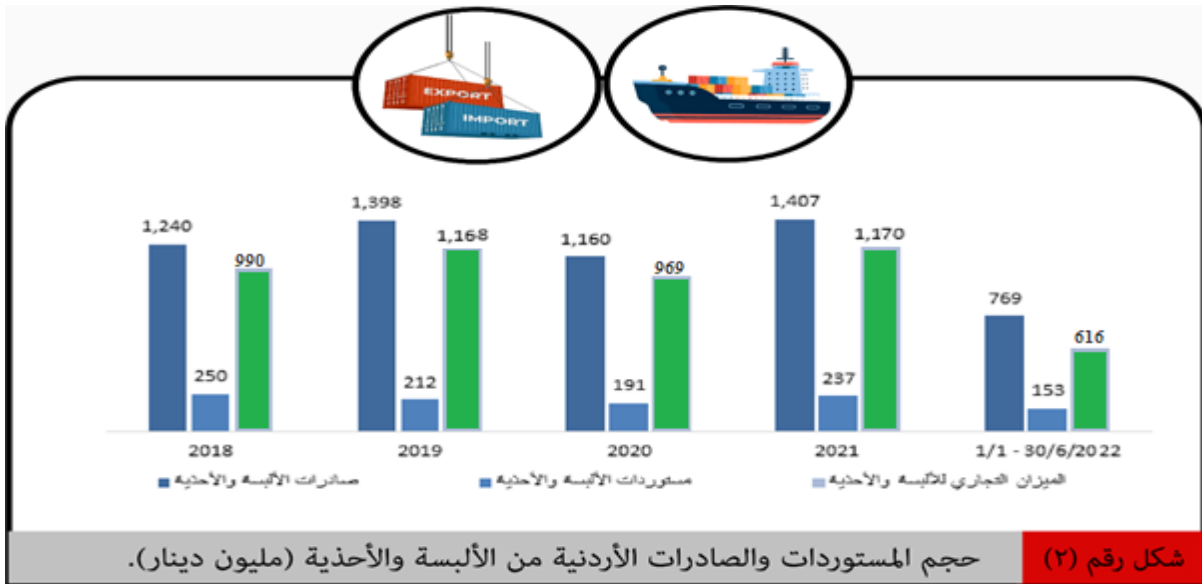 EXPORT
IMPORT
1,240
250
990
1,398
212
1,168
1,160
191
969
1,407
237
1,170
769
153
616
2018
2019
2020
2021
1/1 - 30/6/2022
صادرات الألبسة والأحذية
مستوردات الألبسة والأحذية
الميزان التجاري للألبسة والأحذية
شكل رقم (٢) حجم المستوردات والصادرات الأردنية من الألبسة والأحذية (مليون دينار).